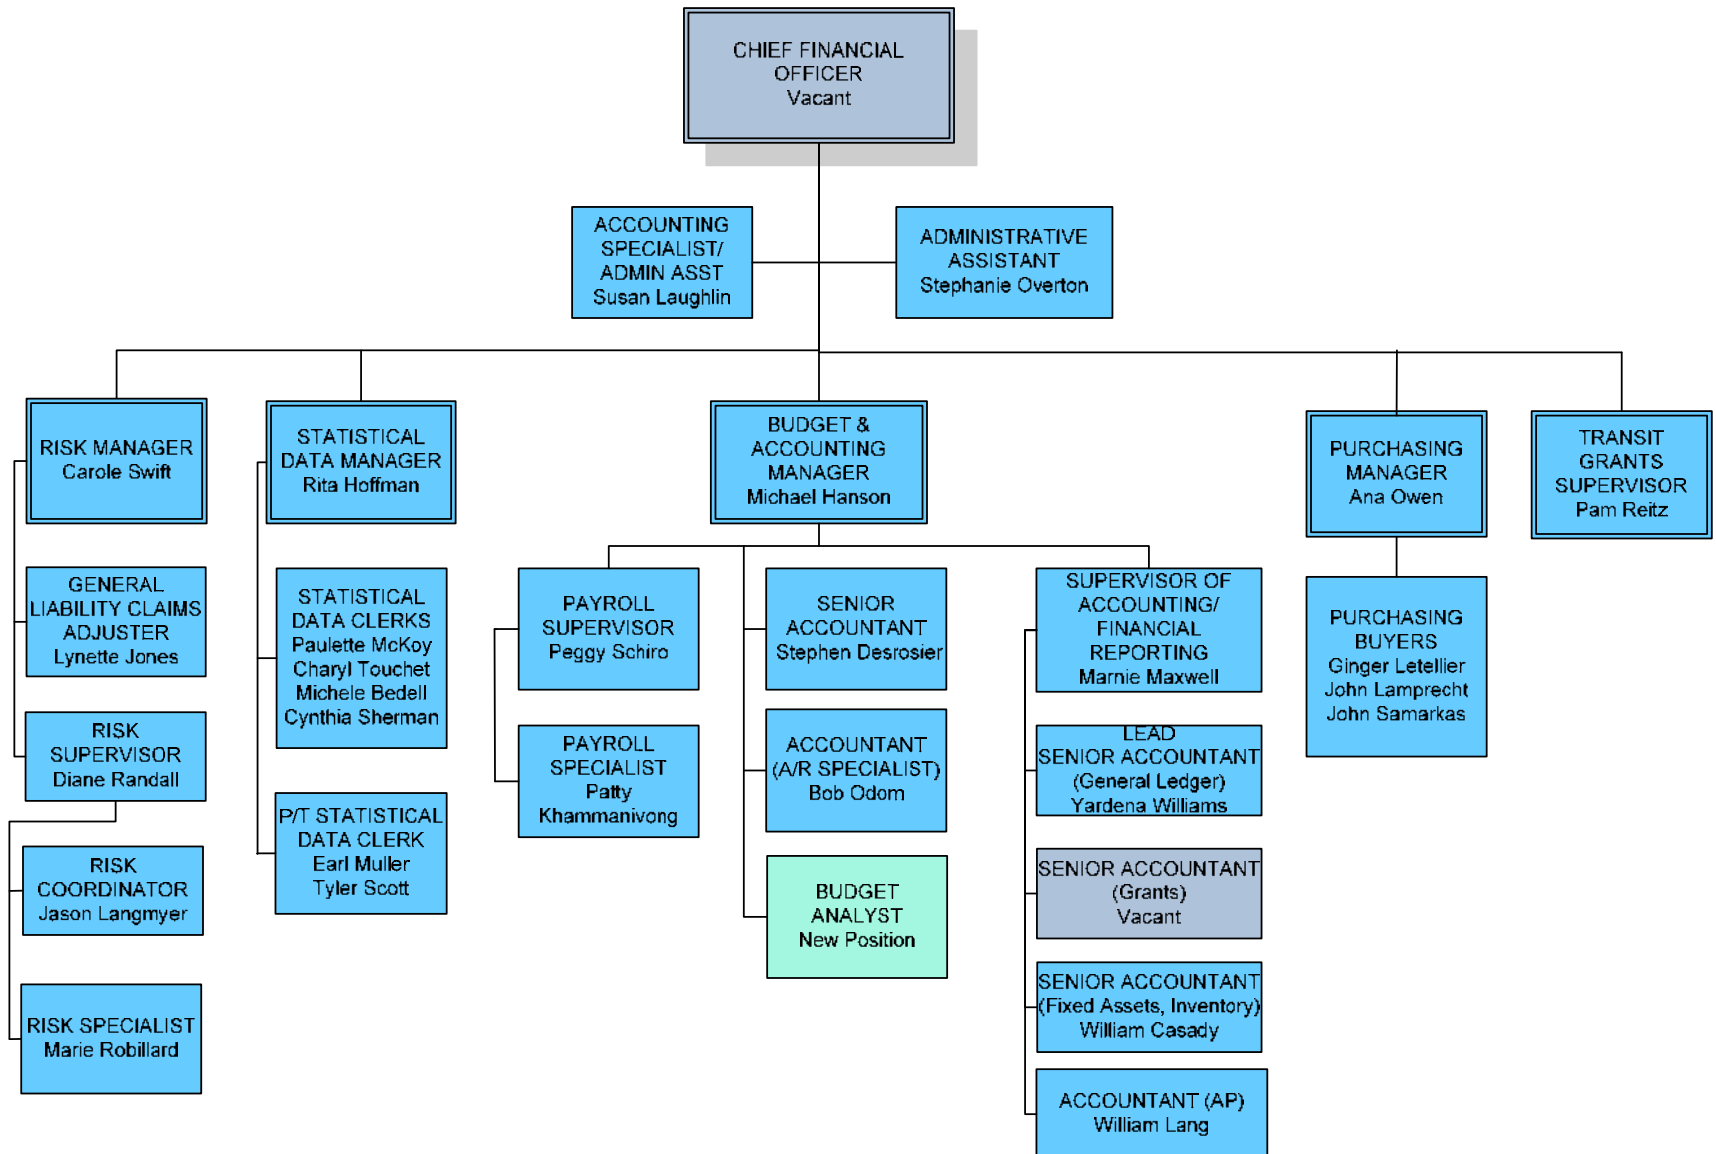 CHIEF FINANCIAL
OFFICER
Vacant
ACCOUNTING
SPECIALIST/
ADMIN ASST
Susan Laughlin
ADMINISTRATIVE
ASSISTANT
Stephanie Overton
RISK MANAGER
Carole Swift
STATISTICAL
DATA MANAGER
Rita Hoffman
BUDGET &
ACCOUNTING
MANAGER
Michael Hanson
PURCHASING
MANAGER
Ana Owen
TRANSIT
GRANTS
SUPERVISOR
Pam Reitz
GENERAL
LIABILITY CLAIMS
ADJUSTER
Lynette Jones
RISK
SUPERVISOR
Diane Randall
RISK
COORDINATOR
Jason Langmyer
RISK SPECIALIST
Marie Robillard
STATISTICAL
DATA CLERKS
Paulette McKoy
Charyl Touchet
Michele Bedell
Cynthia Sherman
P/T STATISTICAL
DATA CLERK
Earl Muller
Tyler Scott
PAYROLL
SUPERVISOR
Peggy Schiro
PAYROLL
SPECIALIST
Patty
Khammanivong
SENIOR
ACCOUNTANT
Stephen Desrosier
ACCOUNTANT
(A/R SPECIALIST)
Bob Odom
BUDGET
ANALYST
New Position
SUPERVISOR OF
ACCOUNTING/
FINANCIAL
REPORTING
Marnie Maxwell
LEAD
SENIOR ACCOUNTANT
(General Ledger)
Yardena Williams
SENIOR ACCOUNTANT
(Grants)
Vacant
SENIOR ACCOUNTANT
(Fixed Assets, Inventory)
William Casady
ACCOUNTANT (AP)
William Lang
PURCHASING
BUYERS
Ginger Letellier
John Lamprecht
John Samarkas